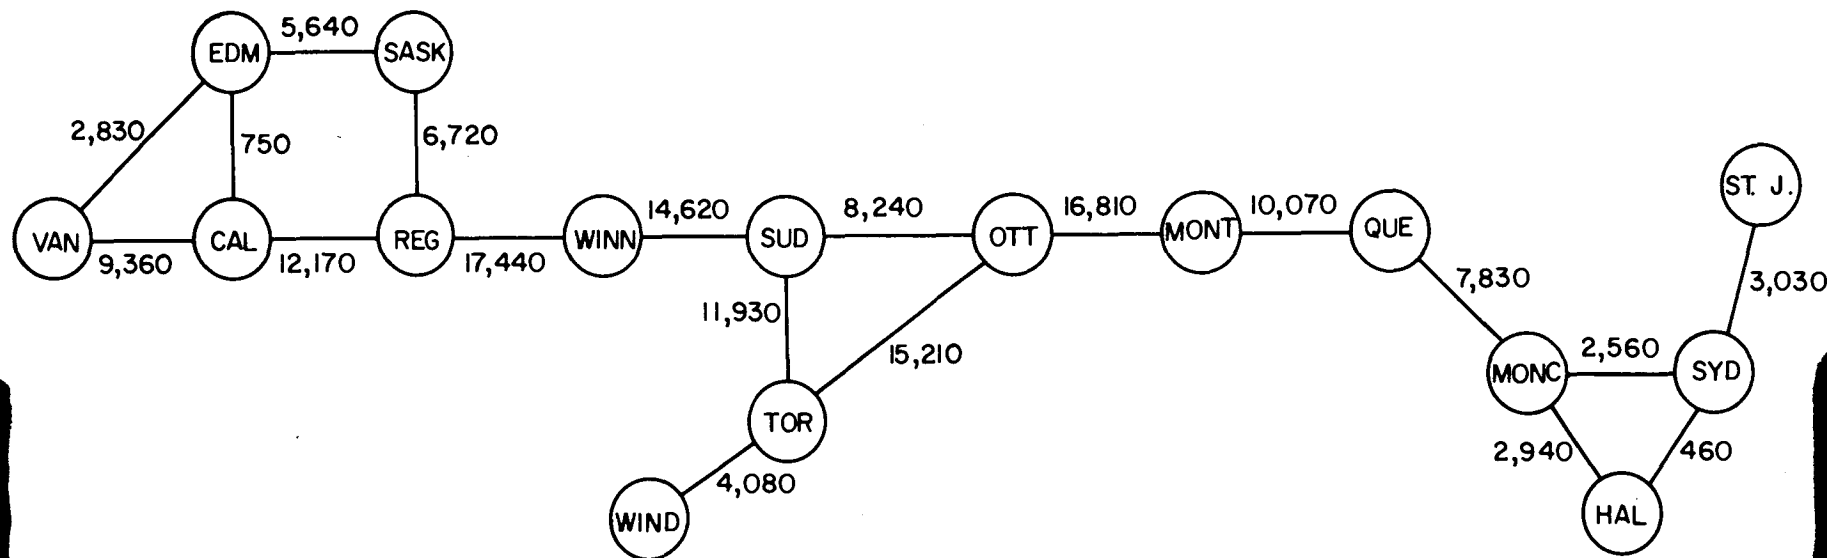 5,640
EDM
SASK
2,830
750
6,720
ST. J.
VAN
CAL
REG
WINN
14,620
SUD
8,240
OTT
16,810
MONT
10,070
QUE
9,360
12,170
17,440
7,830
3,030
11,930
15,210
2,560
MONC
SYD
TOR
2,940
460
4,080
WIND
HAL